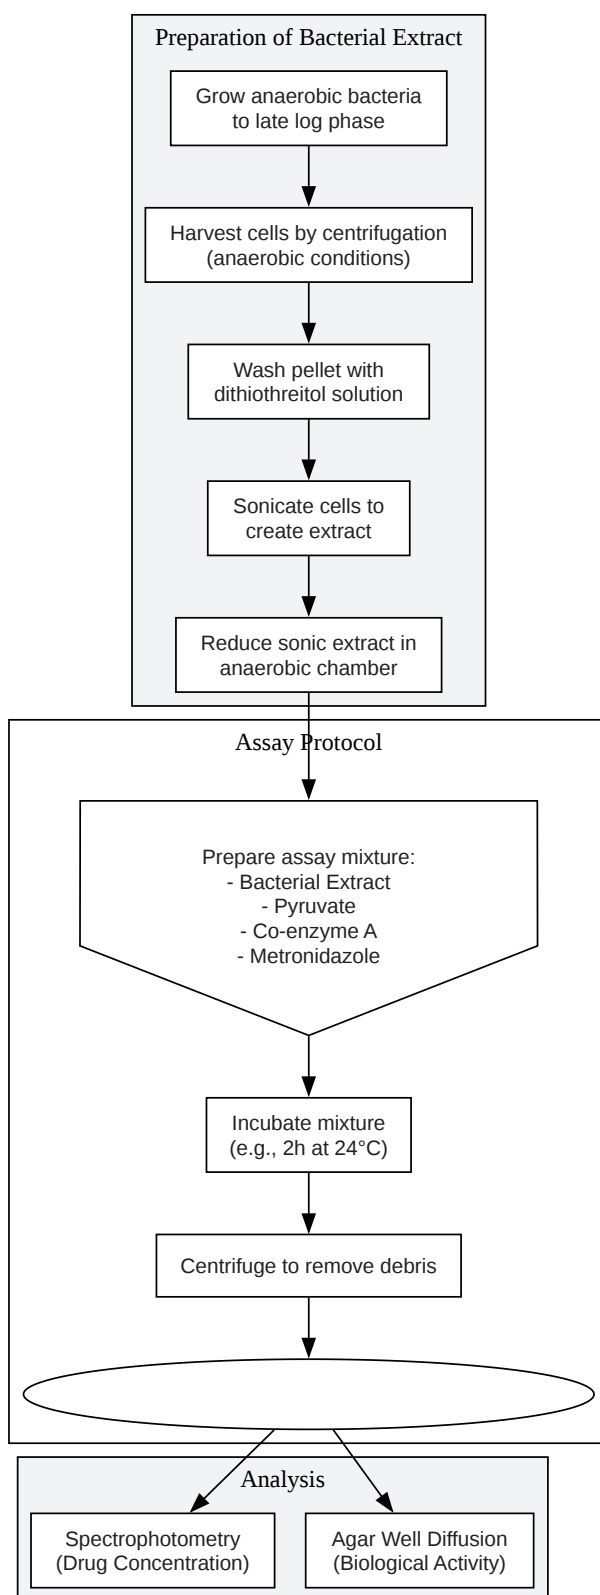 Preparation of Bacterial Extract
Grow anaerobic bacteria
to late log phase
Harvest cells by centrifugation
(anaerobic conditions)
Wash pellet with
dithiothreitol solution
Sonicate cells to
create extract
Reduce sonic extract in
anaerobic chamber
Assay Protocol
Prepare assay mixture:
- Bacterial Extract
- Pyruvate
- Co-enzyme A
- Metronidazole
Incubate mixture
(e.g., 2h at 24°C)
Centrifuge to remove debris
Analysis
Spectrophotometry
(Drug Concentration)
Agar Well Diffusion
(Biological Activity)